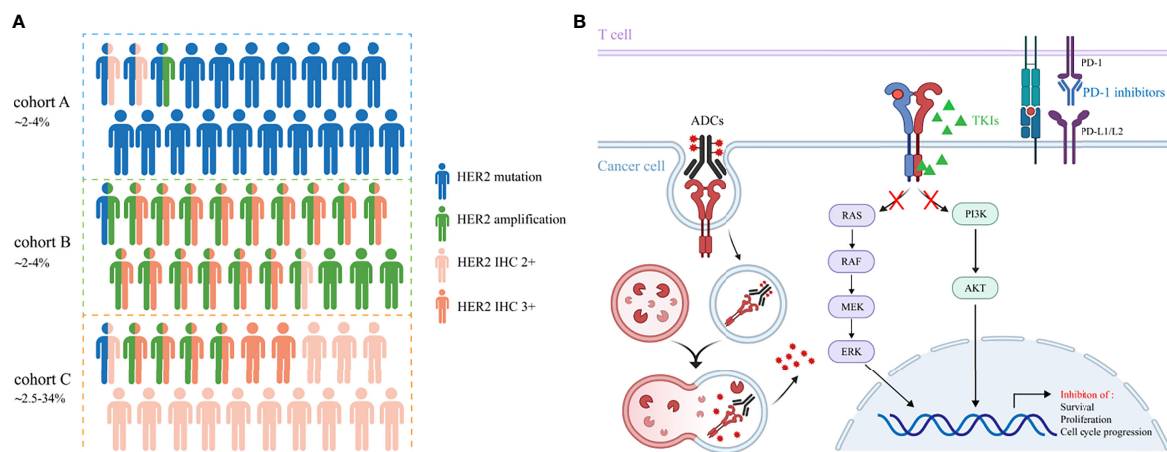 A
cohort A
~2-4%
cohort B
~2-4%
cohort C
~2.5-34%
HER2 mutation
HER2 amplification
HER2 IHC 2+
HER2 IHC 3+
B
T cell
PD-1
PD-1 inhibitors
PD-L1/L2
TKIs
ADCs
Cancer cell
RAS
PI3K
RAF
AKT
MEK
ERK
Inhibiton of :
Survival
Proliferation
Cell cycle progression